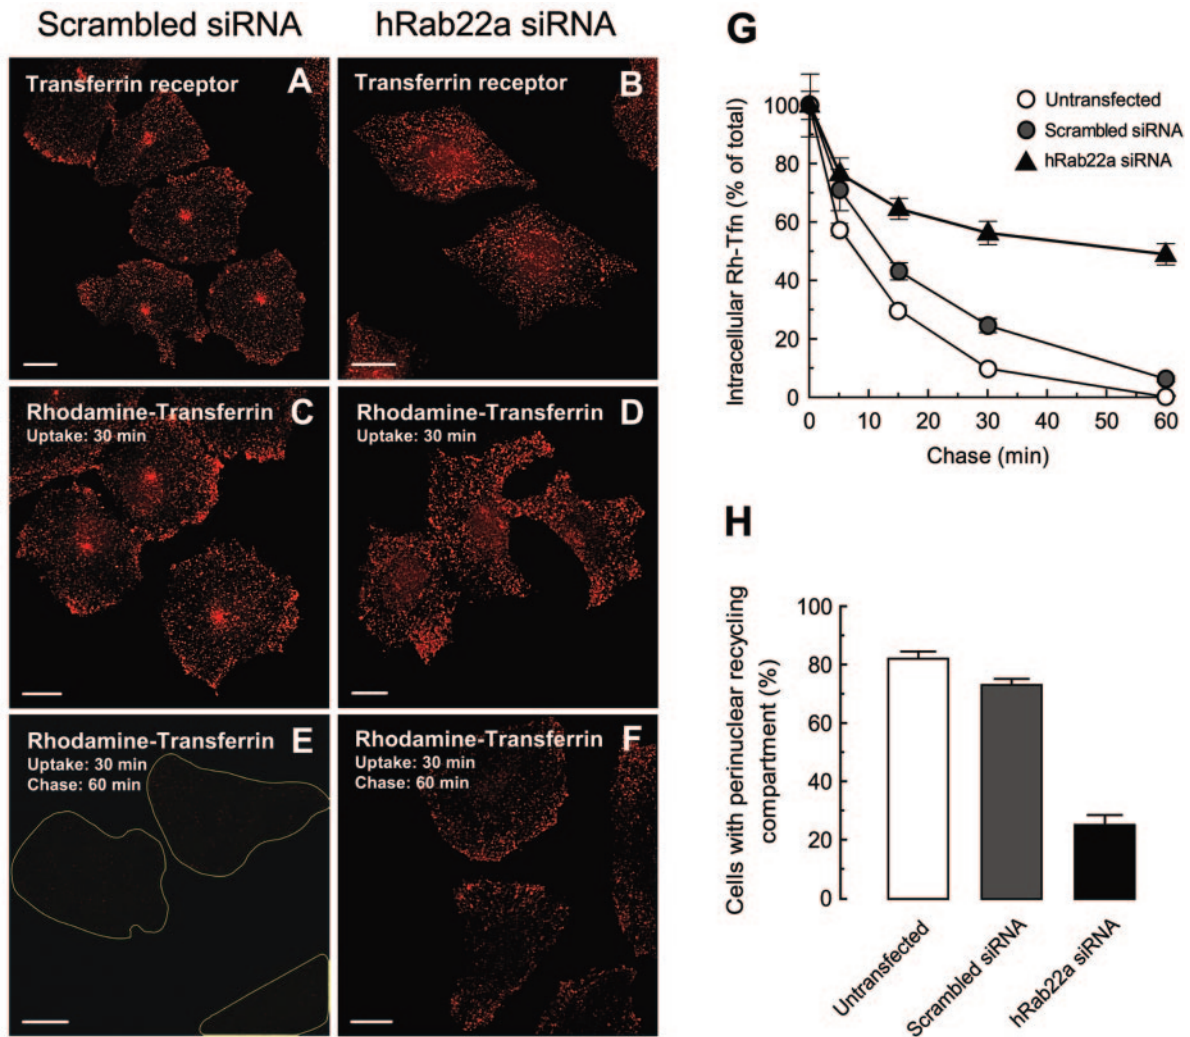 Scrambled siRNA
hRab22a siRNA
Transferrin receptor
A
Transferrin receptor
B
Rhodamine-Transferrin
C
Uptake: 30 min
Rhodamine-Transferrin
D
Uptake: 30 min
Rhodamine-Transferrin
E
Uptake: 30 min
Chase: 60 min
Rhodamine-Transferrin
F
Uptake: 30 min
Chase: 60 min
G
Intracellular Rh-Tfn (% of total)
100
80
60
40
20
0
0 10 20 30 40 50 60
Chase (min)
Untransfected
Scrambled siRNA
hRab22a siRNA
H
Cells with perinuclear recycling
compartment (%)
100
80
60
40
20
0
Untransfected
Scrambled siRNA
hRab22a siRNA